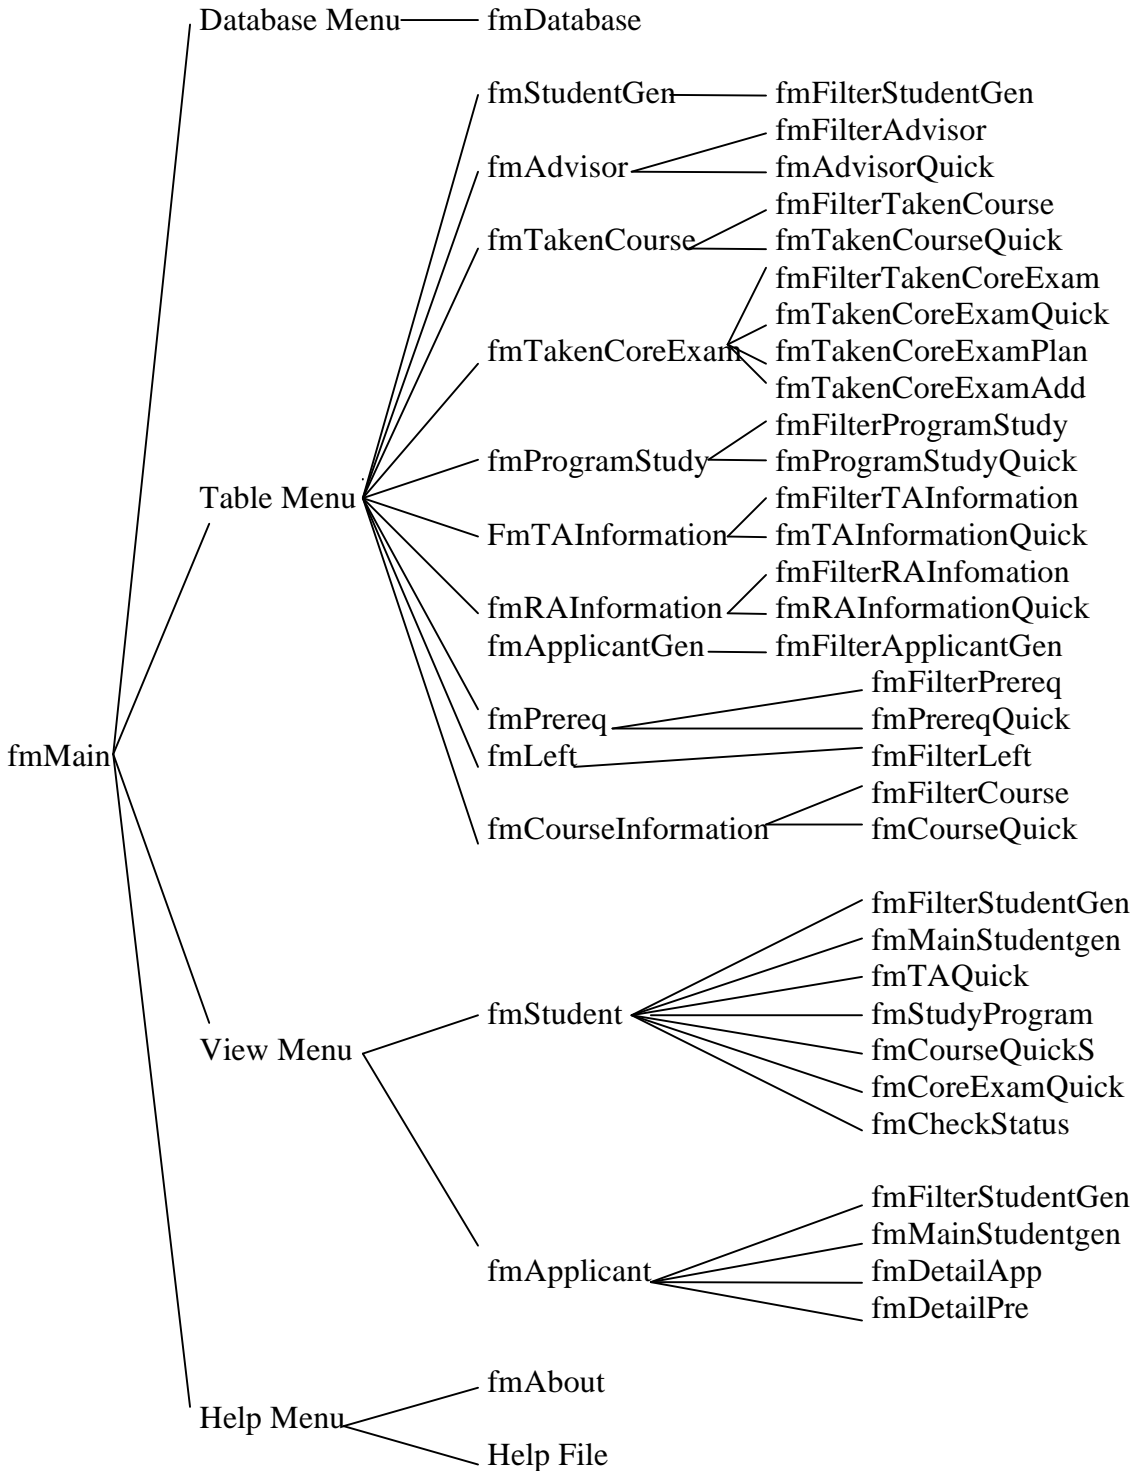 Database Menu fmDatabase
fmStudentGen fmFilterStudentGen
fmFilterAdvisor
fmAdvisor fmAdvisorQuick
fmFilterTakenCourse
fmTakenCourse fmTakenCourseQuick
fmFilterTakenCoreExam
fmTakenCoreExamQuick
fmTakenCoreExam fmTakenCoreExamPlan
fmTakenCoreExamAdd
fmFilterProgramStudy
fmProgramStudy fmProgramStudyQuick
Table Menu fmFilterTAInformation
FmTAInformation fmTAInformationQuick
fmFilterRAInfomation
fmRAInformation fmRAInformationQuick
fmApplicantGen fmFilterApplicantGen
fmFilterPrereq
fmPrereq fmPrereqQuick
fmMain fmLeft fmFilterLeft
fmFilterCourse
fmCourseInformation fmCourseQuick
fmFilterStudentGen
fmMainStudentgen
fmTAQuick
fmStudent fmStudyProgram
View Menu fmCourseQuickS
fmCoreExamQuick
fmCheckStatus
fmFilterStudentGen
fmMainStudentgen
fmApplicant fmDetailApp
fmDetailPre
fmAbout
Help Menu
Help File